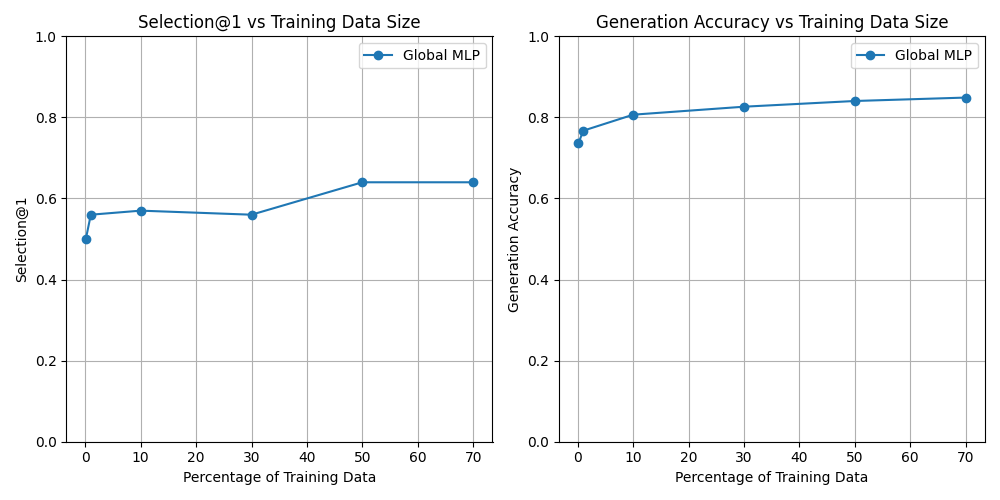 Selection@1 vs Training Data Size
Global MLP
1.0
0.8
0.6
0.4
0.2
0.0
Selection@1
0 10 20 30 40 50 60 70
Percentage of Training Data
Generation Accuracy vs Training Data Size
Global MLP
1.0
0.8
0.6
0.4
0.2
0.0
Generation Accuracy
0 10 20 30 40 50 60 70
Percentage of Training Data